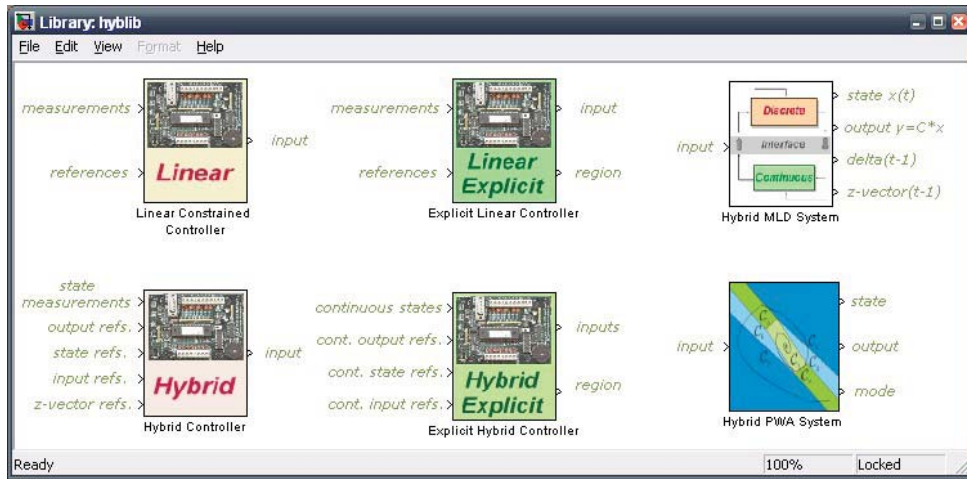 Library: hyblib
File Edit View Format Help
measurements
references
input
Linear
Linear Constrained
Controller
measurements
references
input
region
Linear
Explicit
Explicit Linear Controller
input
Discrete
Interface
Continuous
state x(t)
output y=C*x
delta(t-1)
z-vector(t-1)
Hybrid MLD System
state
measurements
output refs.
state refs.
input refs.
z-vector refs.
input
Hybrid
Hybrid Controller
continuous states
cont. output refs.
cont. state refs.
cont. input refs.
inputs
region
Hybrid
Explicit
Explicit Hybrid Controller
input
state
output
mode
Hybrid PWA System
Ready 100% Locked